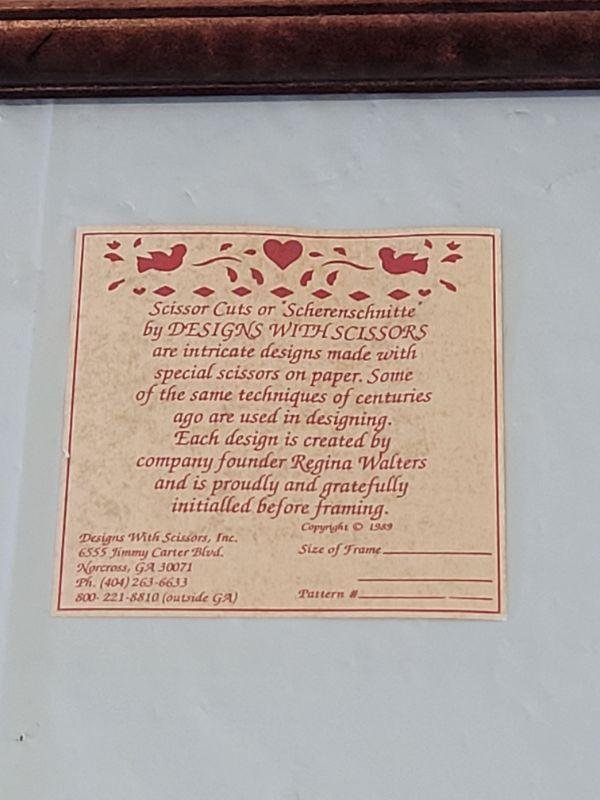 Scissor Cuts or "Scherenschnitte"
by DESIGNS WITH SCISSORS
are intricate designs made with
special scissors on paper. Some
of the same techniques of centuries
ago are used in designing.
Each design is created by
company founder Regina Walters
and is proudly and gratefully
initialled before framing.
Copyright © 1989
Designs With Scissors, Inc.
6555 Jimmy Carter Blvd.
Norcross, GA 30071
Ph. (404) 263-6633
800-221-8810 (outside GA)
Size of Frame
Pattern #